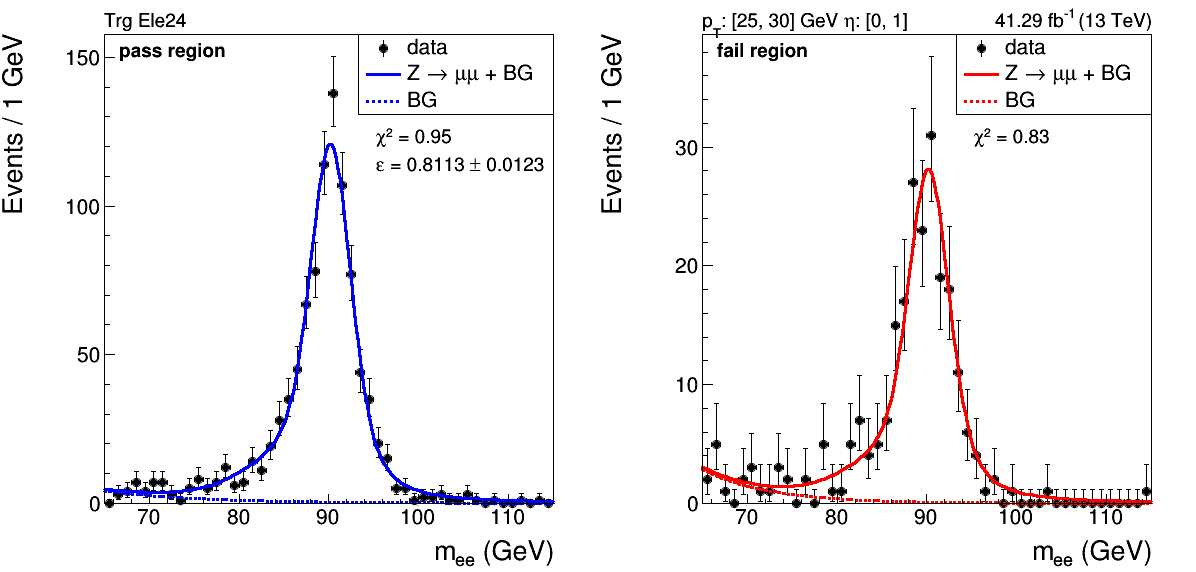 Trg Ele24
pass region
data
Z → μμ + BG
BG
χ² = 0.95
ε = 0.8113 ± 0.0123
Events / 1 GeV
150
100
50
0
70 80 90 100 110
m_ee (GeV)
p_T: [25, 30] GeV η: [0, 1] 41.29 fb⁻¹ (13 TeV)
fail region
data
Z → μμ + BG
BG
χ² = 0.83
Events / 1 GeV
30
20
10
0
70 80 90 100 110
m_ee (GeV)